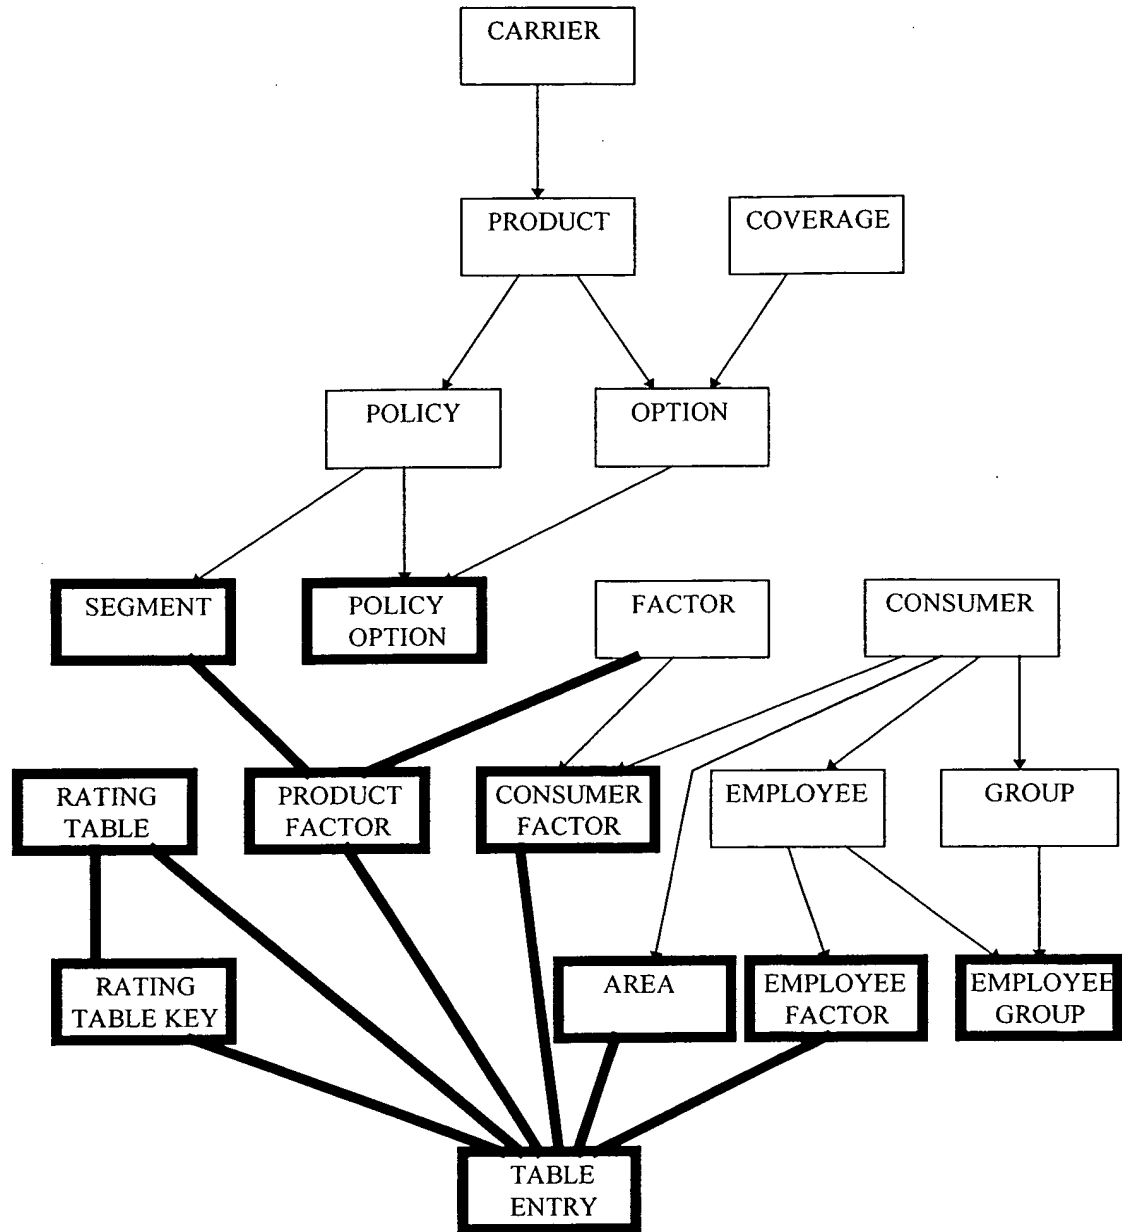 CARRIER
PRODUCT
COVERAGE
POLICY
OPTION
SEGMENT
POLICY
OPTION
FACTOR
CONSUMER
RATING
TABLE
PRODUCT
FACTOR
CONSUMER
FACTOR
EMPLOYEE
GROUP
RATING
TABLE KEY
AREA
EMPLOYEE
FACTOR
EMPLOYEE
GROUP
TABLE
ENTRY